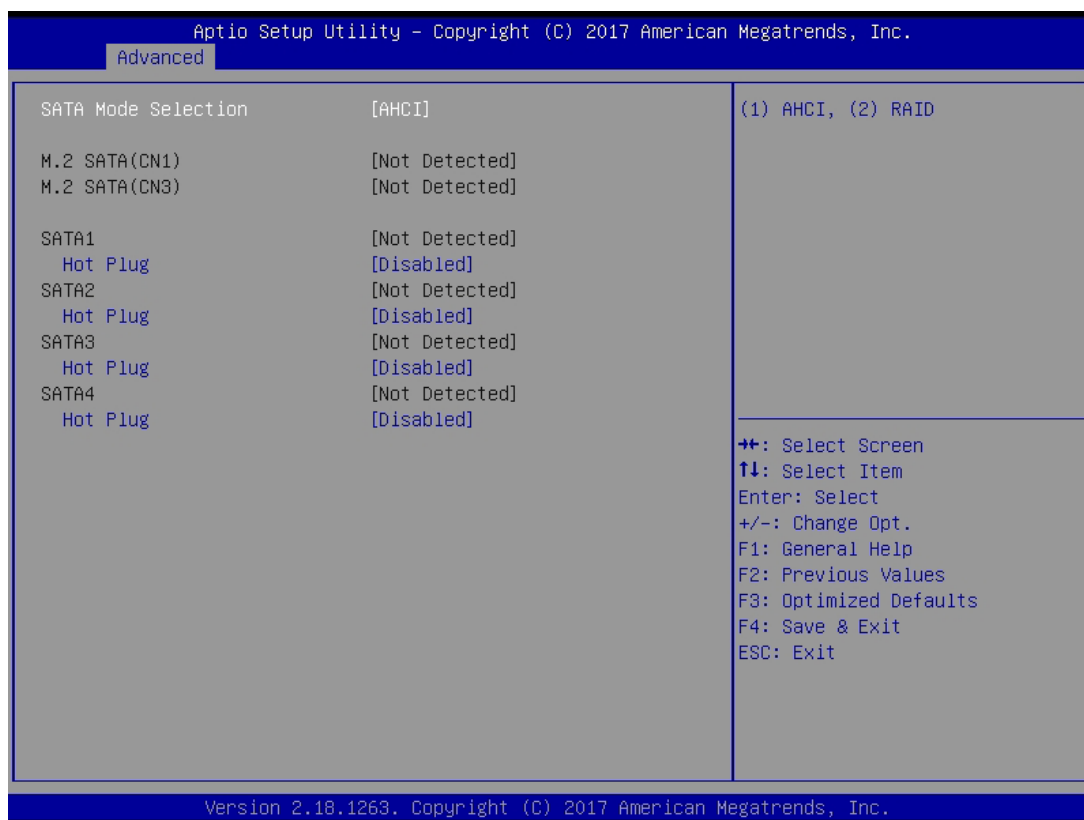 Aptio Setup Utility – Copyright (C) 2017 American Megatrends, Inc.
Advanced
SATA Mode Selection [AHCI]
M.2 SATA(CN1) [Not Detected]
M.2 SATA(CN3) [Not Detected]
SATA1 [Not Detected]
Hot Plug [Disabled]
SATA2 [Not Detected]
Hot Plug [Disabled]
SATA3 [Not Detected]
Hot Plug [Disabled]
SATA4 [Not Detected]
Hot Plug [Disabled]
(1) AHCI, (2) RAID
→←: Select Screen
↑↓: Select Item
Enter: Select
+/-: Change Opt.
F1: General Help
F2: Previous Values
F3: Optimized Defaults
F4: Save & Exit
ESC: Exit
Version 2.18.1263. Copyright (C) 2017 American Megatrends, Inc.